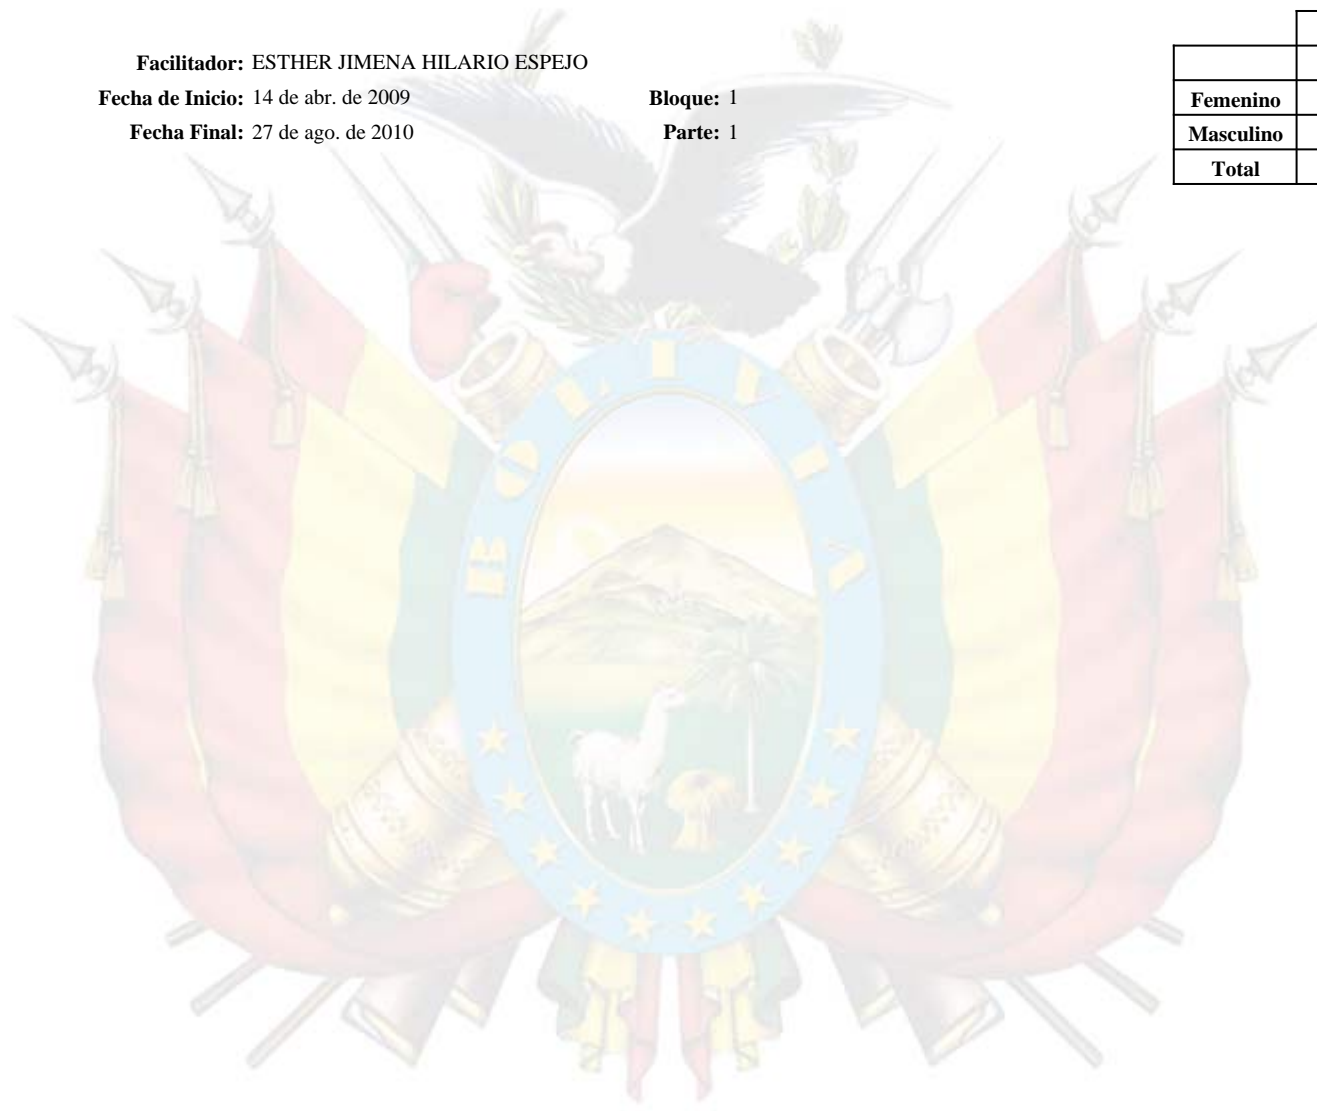 Facilitador: ESTHER JIMENA HILARIO ESPEJO
Fecha de Inicio: 14 de abr. de 2009 Bloque: 1
Fecha Final: 27 de ago. de 2010 Parte: 1
Femenino
Masculino
Total
BOLIVIA